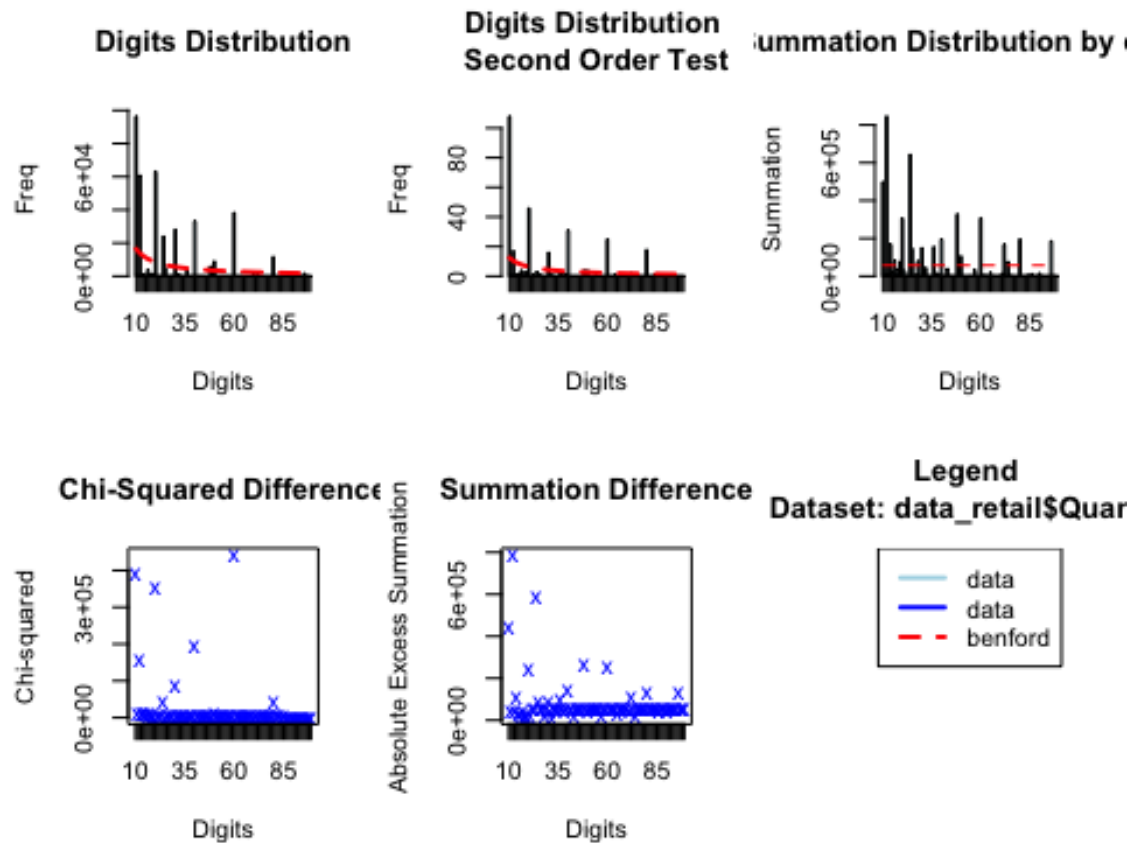 Digits Distribution
Freq
0e+00
6e+04
10 35 60 85
Digits
Digits Distribution
Second Order Test
Freq
0
40
80
10 35 60 85
Digits
Summation Distribution by
Summation
0e+00
6e+05
10 35 60 85
Digits
Chi-Squared Difference
Chi-squared
0e+00
3e+05
10 35 60 85
Digits
Summation Difference
Absolute Excess Summation
0e+00
6e+05
10 35 60 85
Digits
Legend
Dataset: data_retail$Quan
data
data
benford